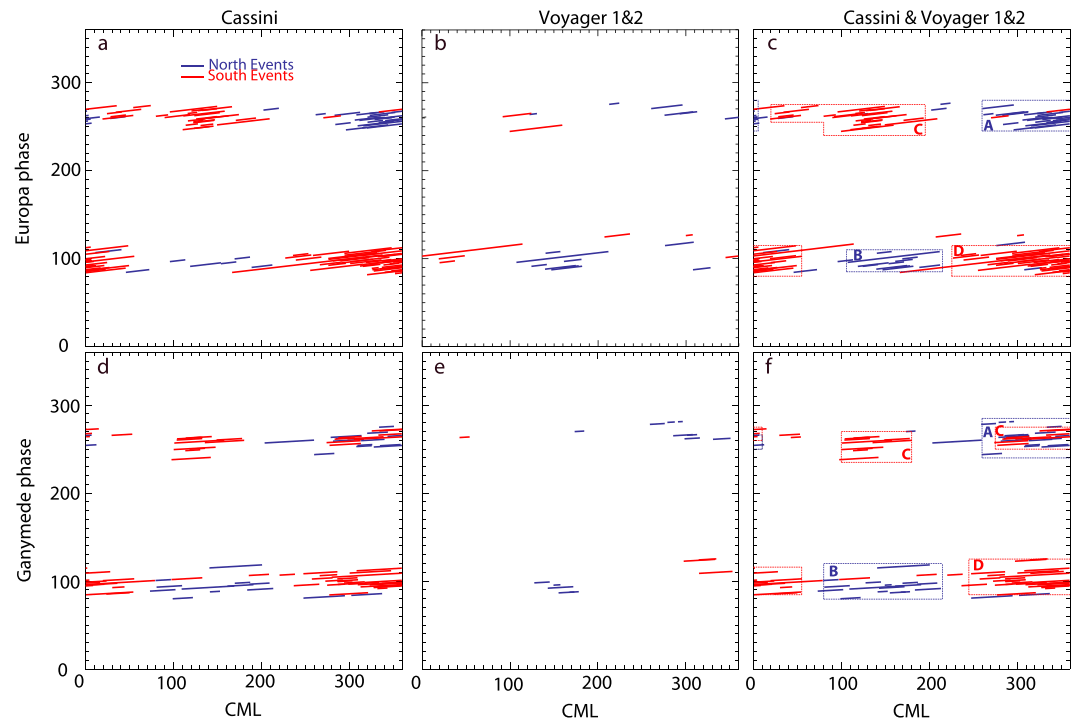 Cassini
Voyager 1&2
Cassini & Voyager 1&2
a
b
c
North Events
South Events
Europa phase
300
200
100
0
A
C
B
D
d
e
f
Ganymede phase
300
200
100
0
A
C
C
B
D
0 100 200 300
0 100 200 300
0 100 200 300
CML
CML
CML